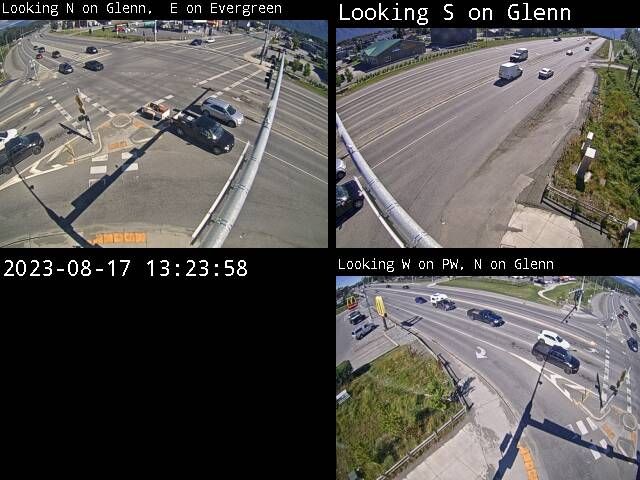 Looking N on Glenn,  E on Evergreen
Looking S on Glenn
2023-08-17 13:23:58
Looking W on PW, N on Glenn